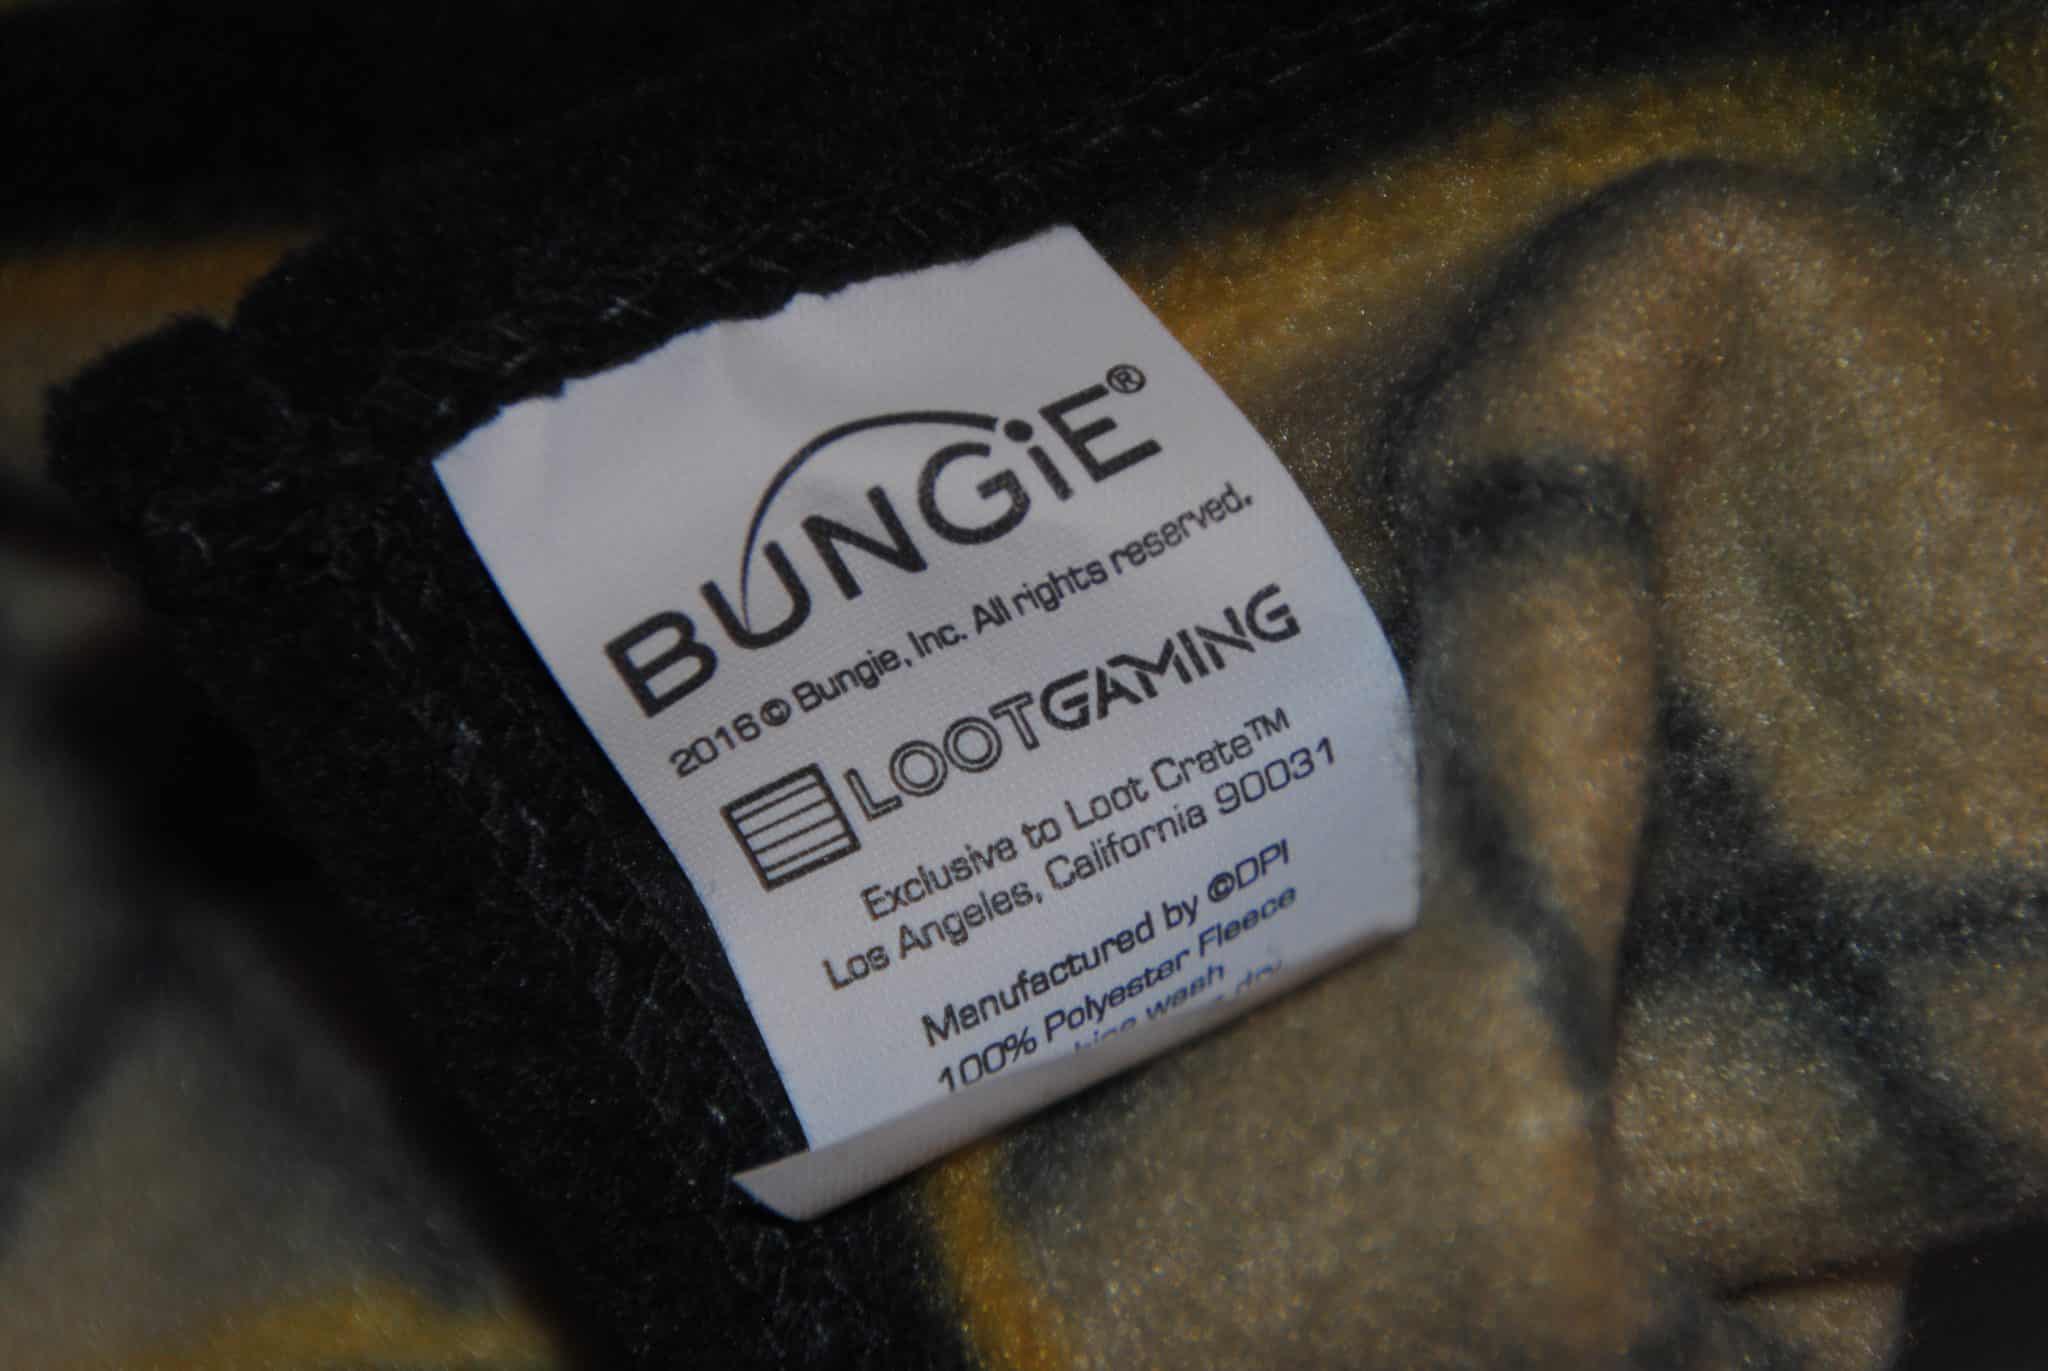 BUNGiE®
2016 © Bungie, Inc. All rights reserved.
LOOTGAMING
Exclusive to Loot Crate™
Los Angeles, California 90031
Manufactured by ©DPI
100% Polyester Fleece
wash